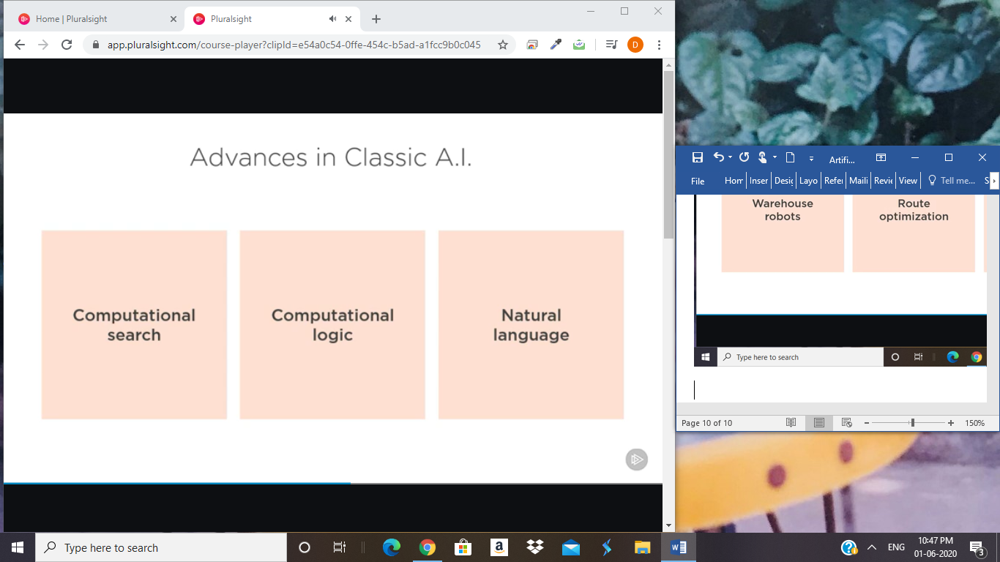 Home | Pluralsight
Pluralsight
app.pluralsight.com/course-player?clipId=e54a0c54-0ffe-454c-b5ad-a1fcc9b0c045
D
Advances in Classic A.I.
Computational
search
Computational
logic
Natural
language
Artifi...
File
Hom
Inser
Desig
Layo
Refer
Maili
Revie
View
Tell me...
S
Warehouse
robots
Route
optimization
Type here to search
Page 10 of 10
150%
Type here to search
a
ENG
10:47 PM
01-06-2020
3